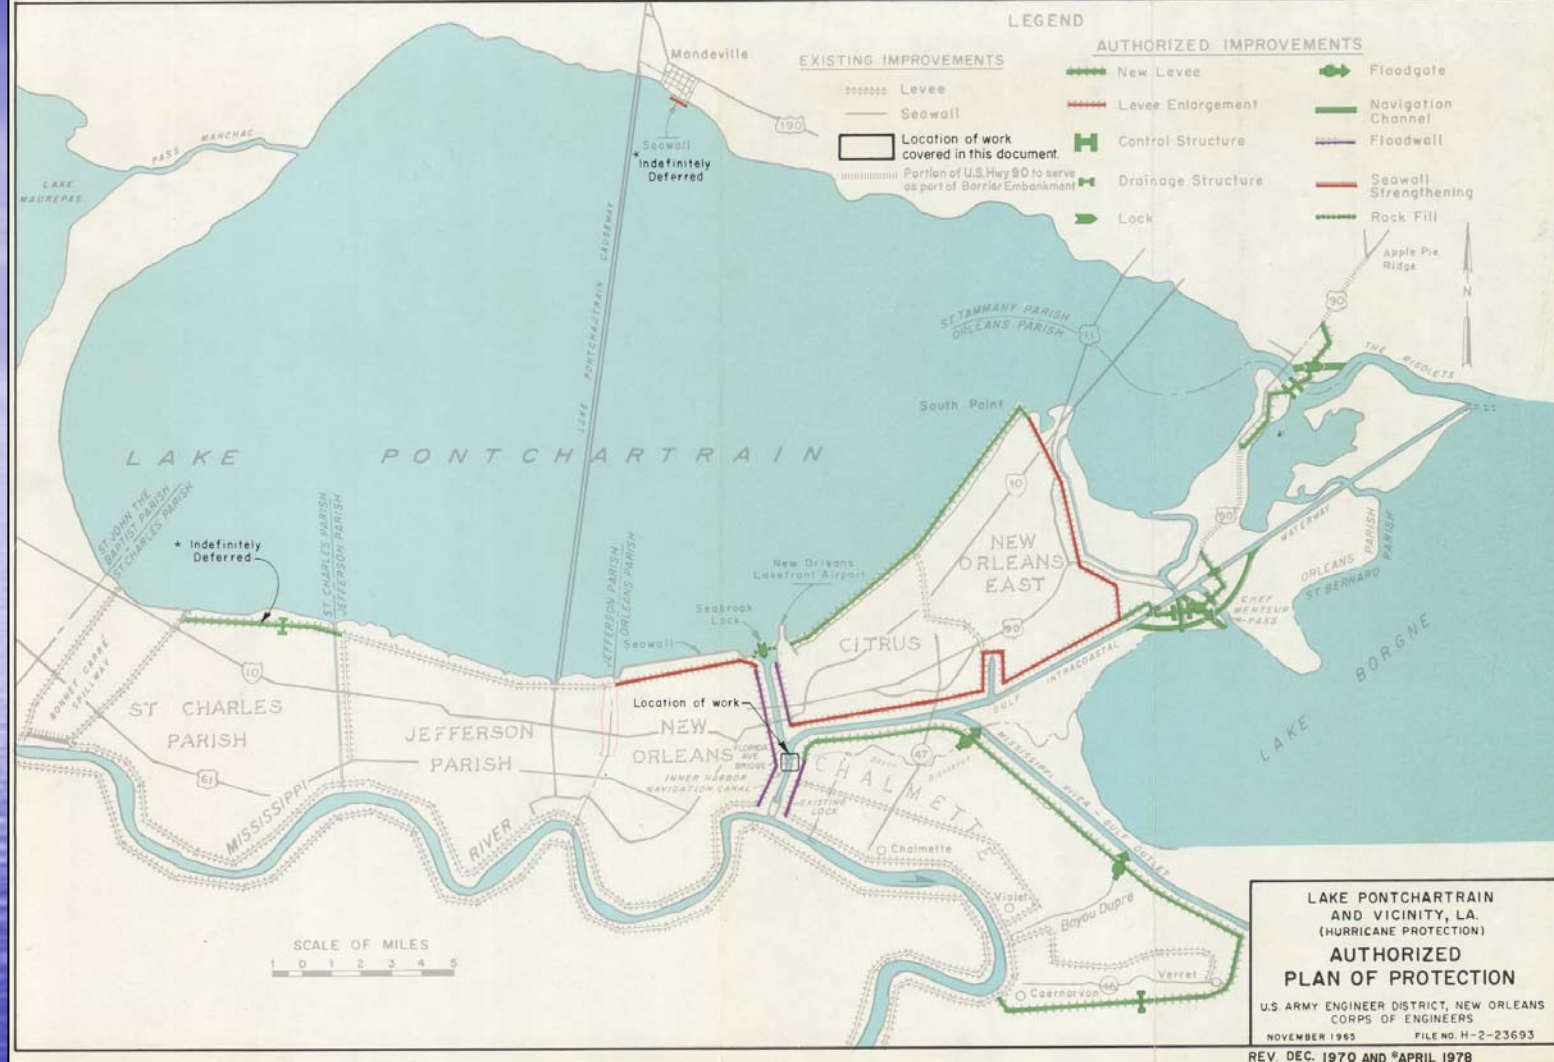 LEGEND
EXISTING IMPROVEMENTS
Levee
Seawall
Location of work
covered in this document.
Portion of U.S. Hwy 90 to serve
as part of Barrier Embankment
AUTHORIZED IMPROVEMENTS
New Levee
Levee Enlargement
Control Structure
Drainage Structure
Lock
Floodgate
Navigation
Channel
Floodwall
Seawall
Strengthening
Rock Fill
Mandeville
190
Seawall
* Indefinitely
Deferred
PASS MANCHAC
LAKE
MAUREPAS
LAKE PONTCHARTRAIN CAUSEWAY
Apple Pie
Ridge
N
90
ST. TAMMANY PARISH
ORLEANS PARISH
11
THE RIGOLETS
South Point
LAKE PONTCHARTRAIN
10
90
WATERWAY
ST. JOHN THE
BAPTIST PARISH
ST. CHARLES PARISH
* Indefinitely
Deferred
ST. CHARLES PARISH
JEFFERSON PARISH
JEFFERSON PARISH
ORLEANS PARISH
New Orleans
Lakefront Airport
NEW
ORLEANS
EAST
ORLEANS PARISH
ST. BERNARD PARISH
CHEF
MENTEUR
PASS
Seabrook
Lock
Seawall
90
CITRUS
BONNET CARRE
SPILLWAY
10
GULF INTRACOASTAL
LAKE BORGNE
Location of work
ST CHARLES
PARISH
JEFFERSON
PARISH
NEW
ORLEANS
FLORIDA
AVE.
BRIDGE
INNER HARBOR
NAVIGATION CANAL
61
47
Bayou Bienvenue
CHALMETTE
EXISTING
LOCK
MISSISSIPPI RIVER
MISSISSIPPI RIVER - GULF OUTLET
Chalmette
Violet
Bayou Dupre
Verret
Caernarvon
46
SCALE OF MILES
1 0 1 2 3 4 5
LAKE PONTCHARTRAIN
AND VICINITY, LA.
(HURRICANE PROTECTION)
AUTHORIZED
PLAN OF PROTECTION
U.S. ARMY ENGINEER DISTRICT, NEW ORLEANS
CORPS OF ENGINEERS
NOVEMBER 1965 FILE NO. H-2-23693
REV. DEC. 1970 AND *APRIL 1978